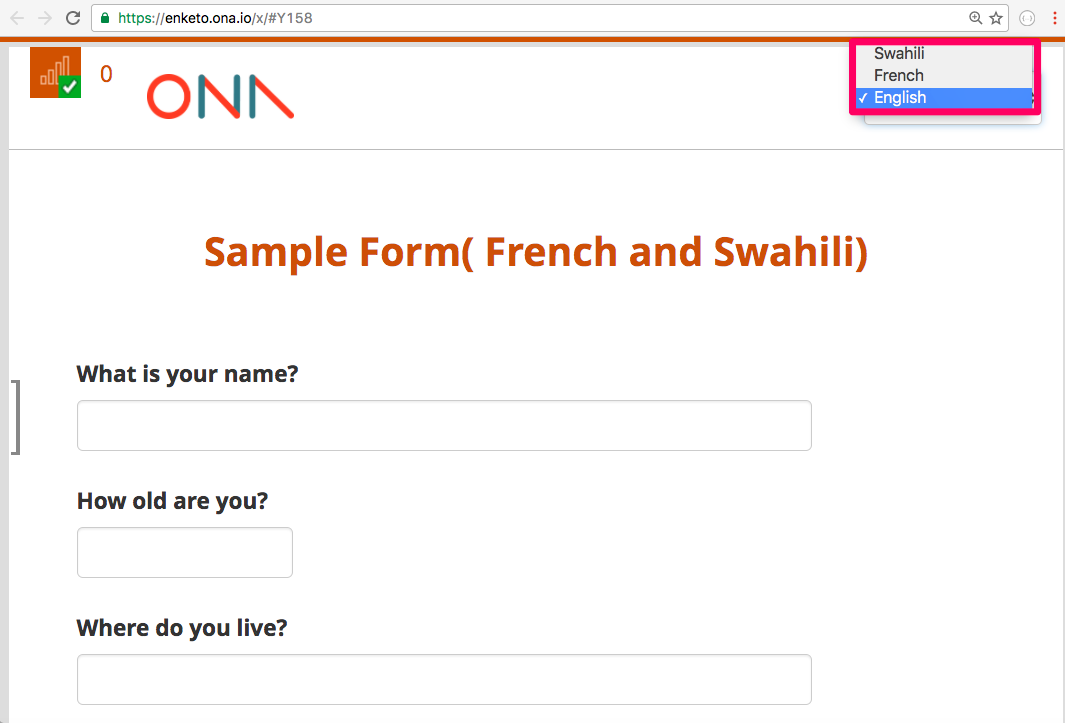 https://enketo.ona.io/x/#Y158
0
ONA
Swahili
French
✓ English
Sample Form( French and Swahili)
What is your name?
How old are you?
Where do you live?